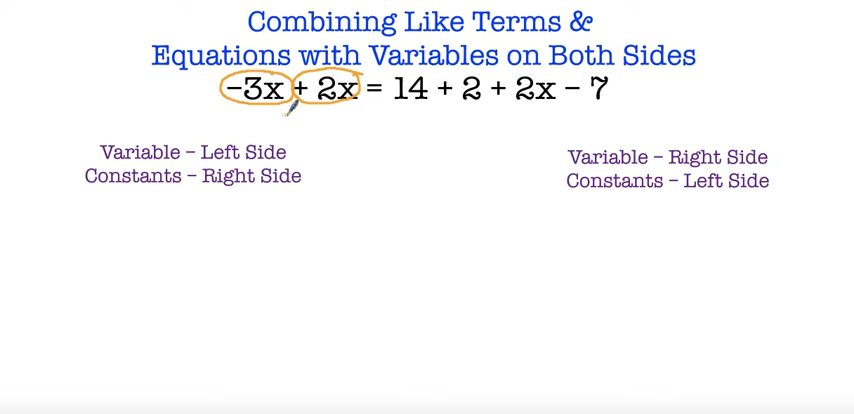 Combining Like Terms &
Equations with Variables on Both Sides
−3x + 2x = 14 + 2 + 2x − 7
Variable − Left Side
Constants − Right Side
Variable − Right Side
Constants − Left Side